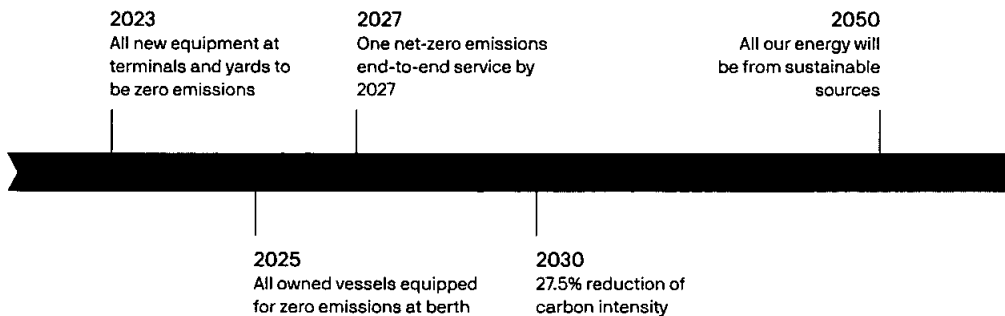 2023
All new equipment at
terminals and yards to
be zero emissions
2027
One net-zero emissions
end-to-end service by
2027
2050
All our energy will
be from sustainable
sources
2025
All owned vessels equipped
for zero emissions at berth
2030
27.5% reduction of
carbon intensity